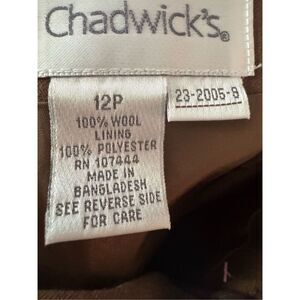 Chadwick's®
12P
100% WOOL
LINING
100% POLYESTER
RN 107444
MADE IN
BANGLADESH
SEE REVERSE SIDE
FOR CARE
23-2005-9